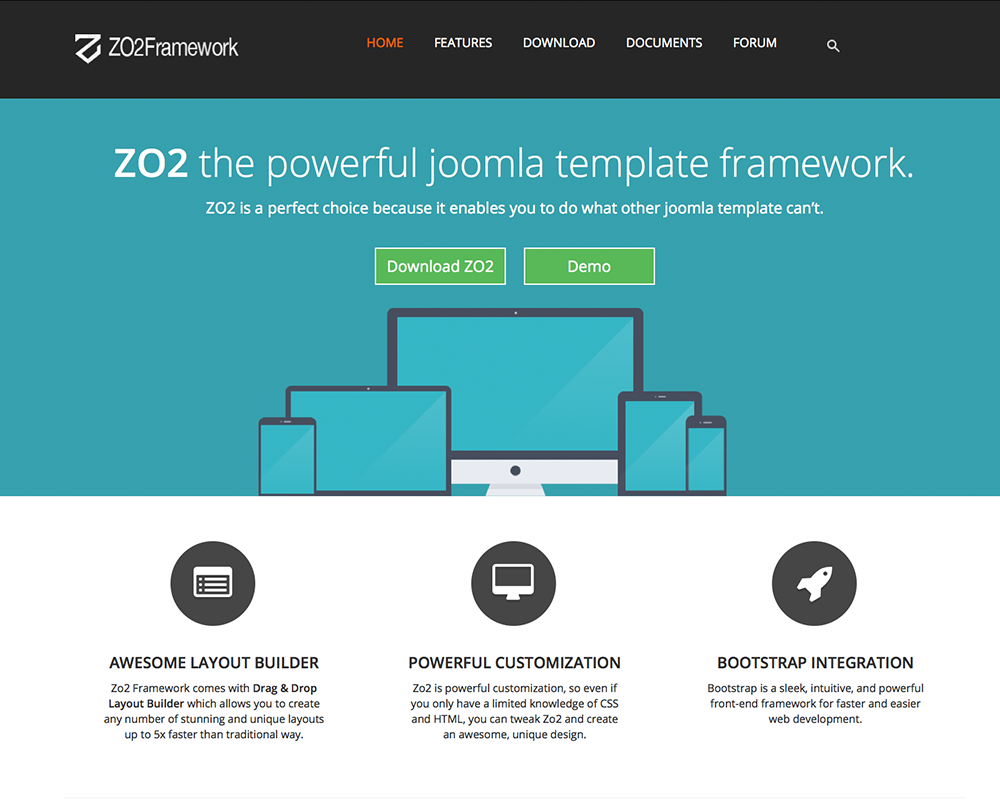 ZO2Framework
HOME FEATURES DOWNLOAD DOCUMENTS FORUM
ZO2 the powerful joomla template framework.
ZO2 is a perfect choice because it enables you to do what other joomla template can't.
Download ZO2
Demo
AWESOME LAYOUT BUILDER
Zo2 Framework comes with Drag & Drop
Layout Builder which allows you to create
any number of stunning and unique layouts
up to 5x faster than traditional way.
POWERFUL CUSTOMIZATION
Zo2 is powerful customization, so even if
you only have a limited knowledge of CSS
and HTML, you can tweak Zo2 and create
an awesome, unique design.
BOOTSTRAP INTEGRATION
Bootstrap is a sleek, intuitive, and powerful
front-end framework for faster and easier
web development.